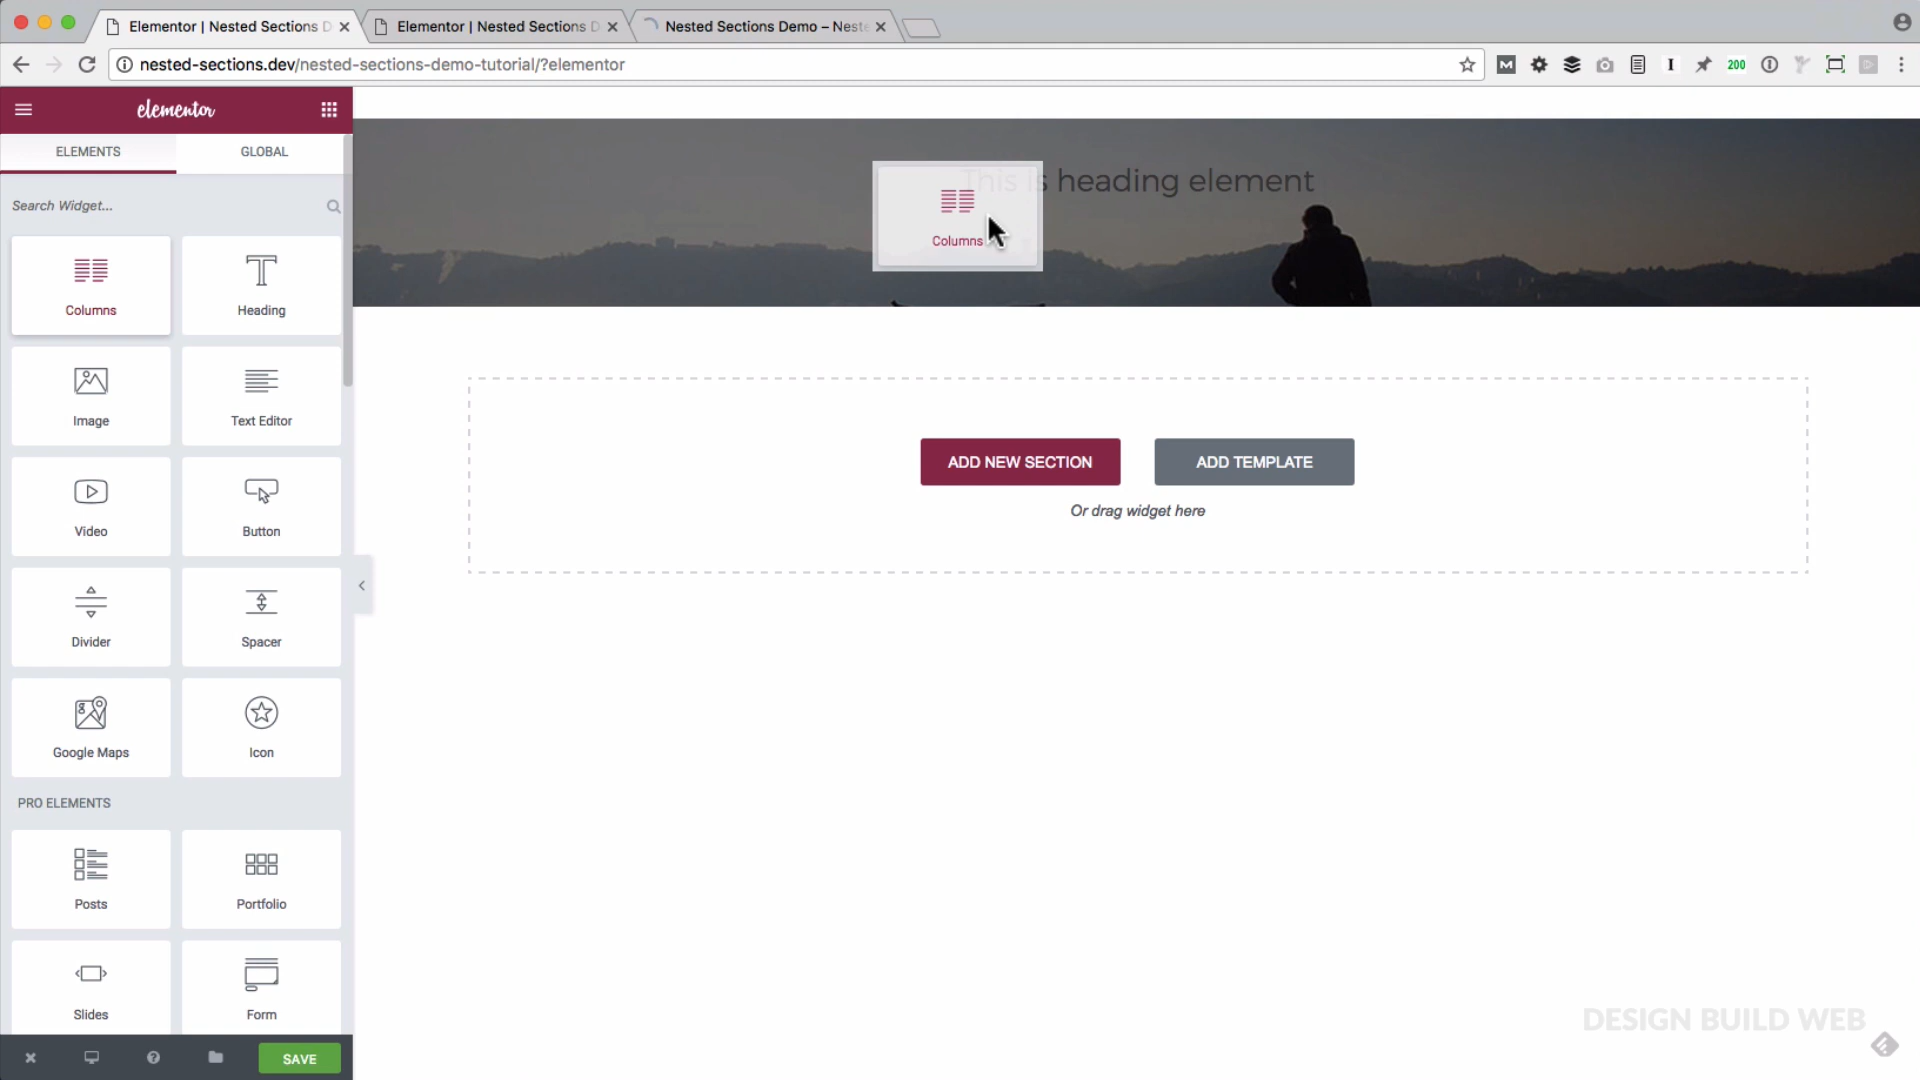 Elementor | Nested Sections D
Elementor | Nested Sections D
Nested Sections Demo – Neste
nested-sections.dev/nested-sections-demo-tutorial/?elementor
200
elementor
ELEMENTS
GLOBAL
Search Widget...
Columns
Heading
Image
Text Editor
Video
Button
Divider
Spacer
Google Maps
Icon
PRO ELEMENTS
Posts
Portfolio
Slides
Form
SAVE
This is heading element
Columns
ADD NEW SECTION
ADD TEMPLATE
Or drag widget here
DESIGN BUILD WEB